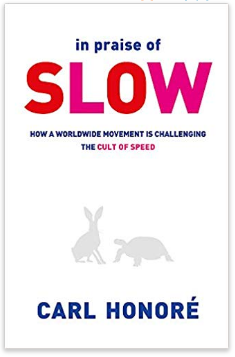 in praise of
SLOW
HOW A WORLDWIDE MOVEMENT IS CHALLENGING
THE CULT OF SPEED
CARL HONORÉ